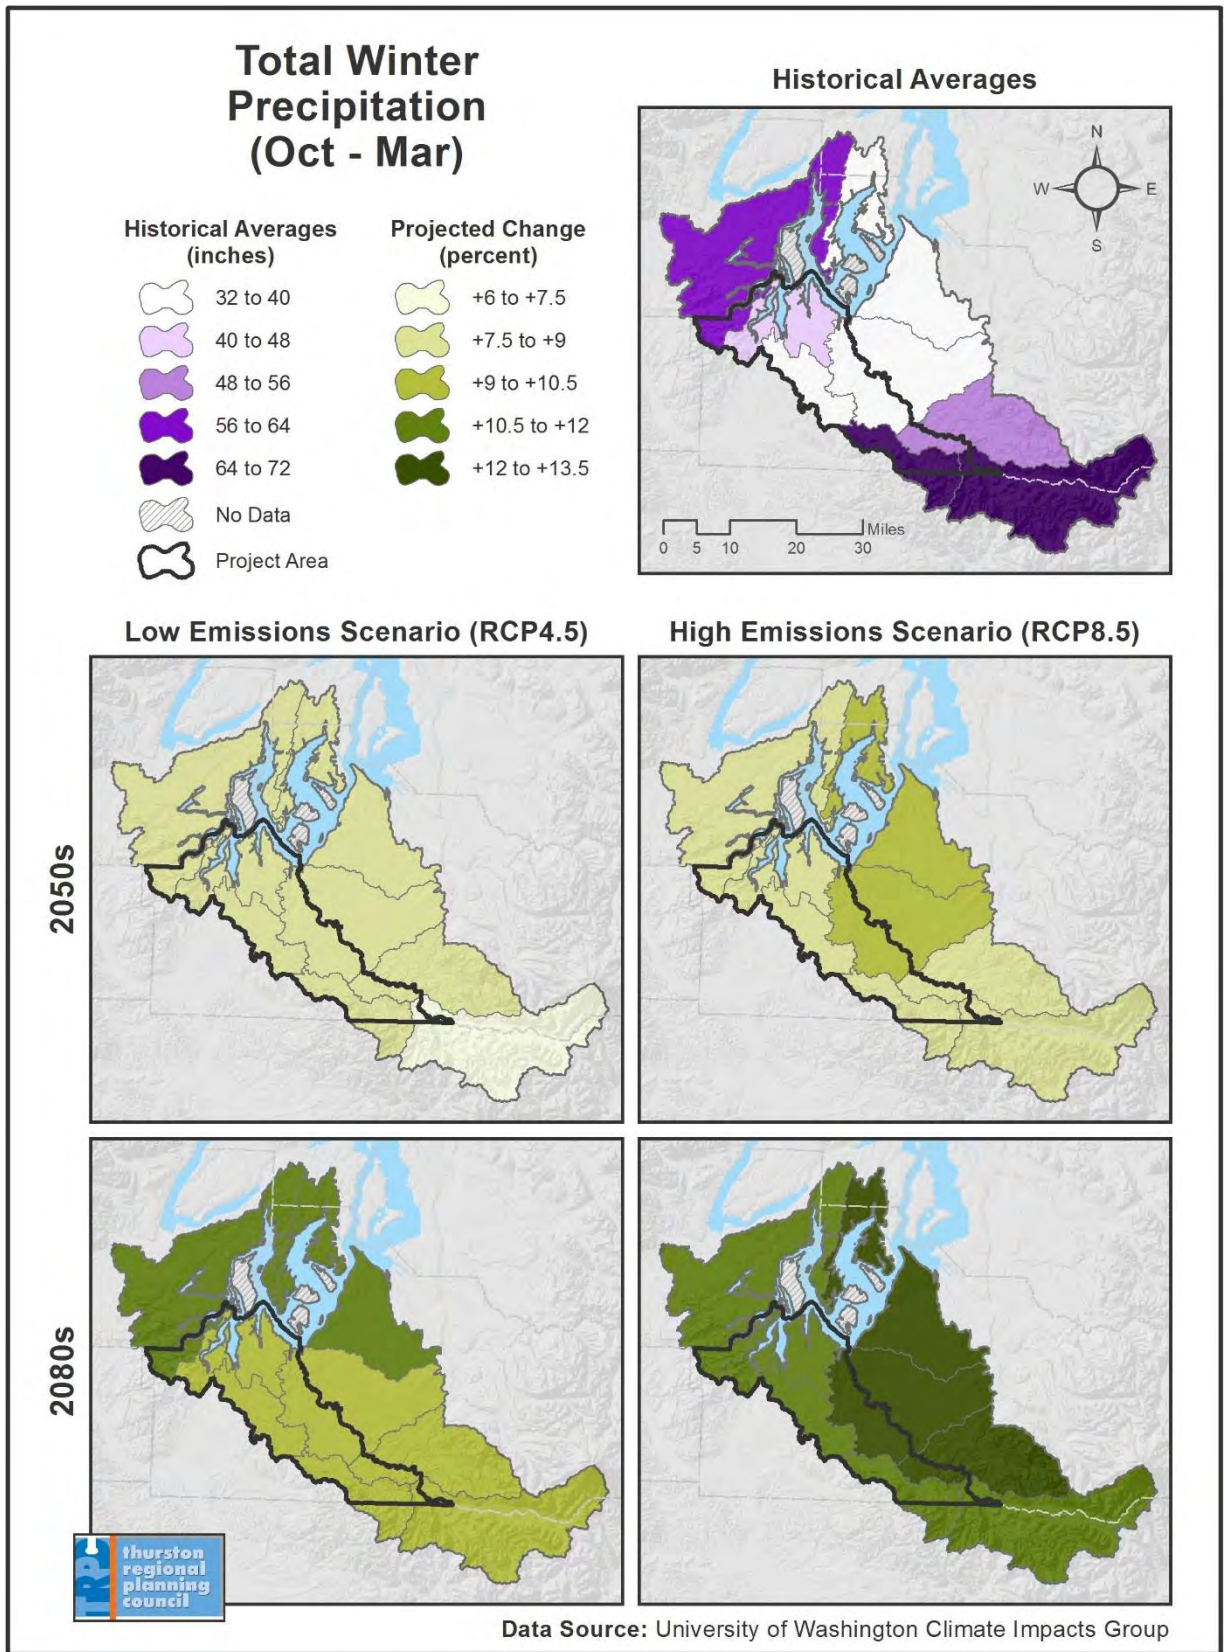 Total Winter
Precipitation
(Oct - Mar)
Historical Averages
(inches)
32 to 40
40 to 48
48 to 56
56 to 64
64 to 72
No Data
Project Area
Projected Change
(percent)
+6 to +7.5
+7.5 to +9
+9 to +10.5
+10.5 to +12
+12 to +13.5
Historical Averages
N
W
E
S
Miles
0 5 10 20 30
Low Emissions Scenario (RCP4.5)
High Emissions Scenario (RCP8.5)
2050s
2080s
TRPC
thurston
regional
planning
council
Data Source: University of Washington Climate Impacts Group